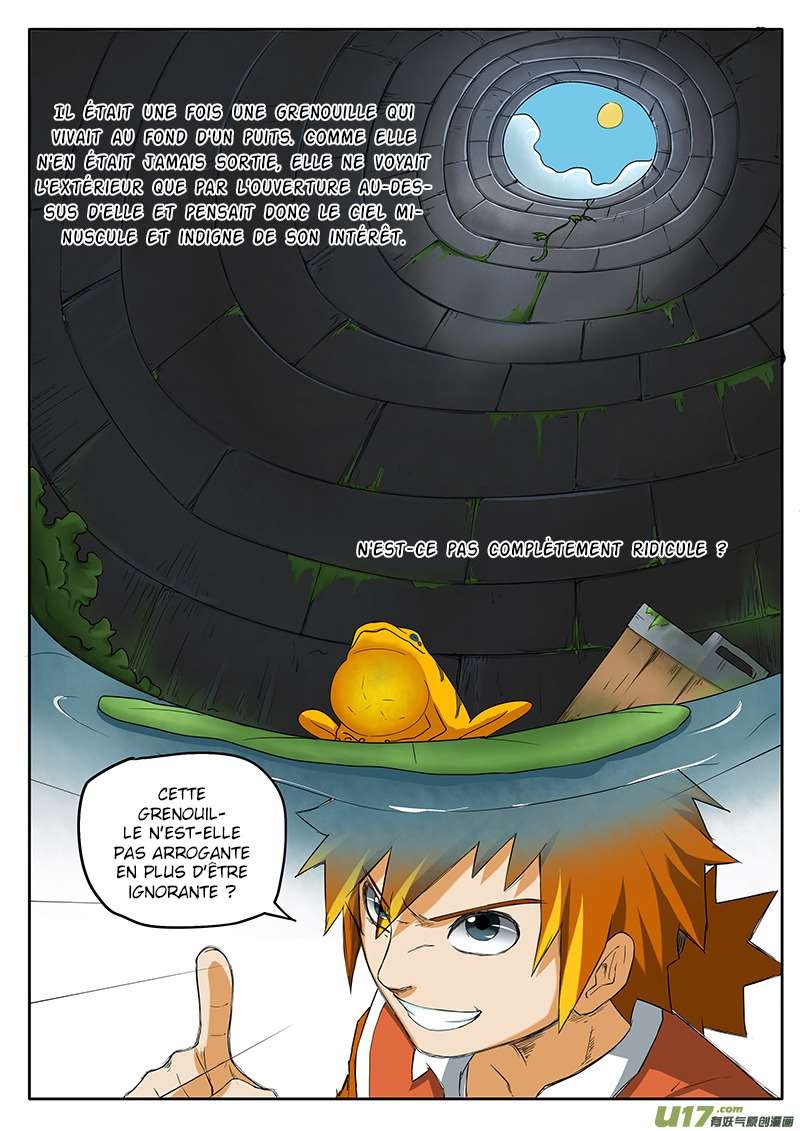 IL ÉTAIT UNE FOIS UNE GRENOUILLE QUI
VIVAIT AU FOND D'UN PUITS. COMME ELLE
N'EN ÉTAIT JAMAIS SORTIE, ELLE NE VOYAIT
L'EXTÉRIEUR QUE PAR L'OUVERTURE AU-DES-
SUS D'ELLE ET PENSAIT DONC LE CIEL MI-
NUSCULE ET INDIGNE DE SON INTÉRÊT.
N'EST-CE PAS COMPLÈTEMENT RIDICULE ?
CETTE
GRENOUIL-
LE N'EST-ELLE
PAS ARROGANTE
EN PLUS D'ÊTRE
IGNORANTE ?
U17.com
有妖气原创漫画